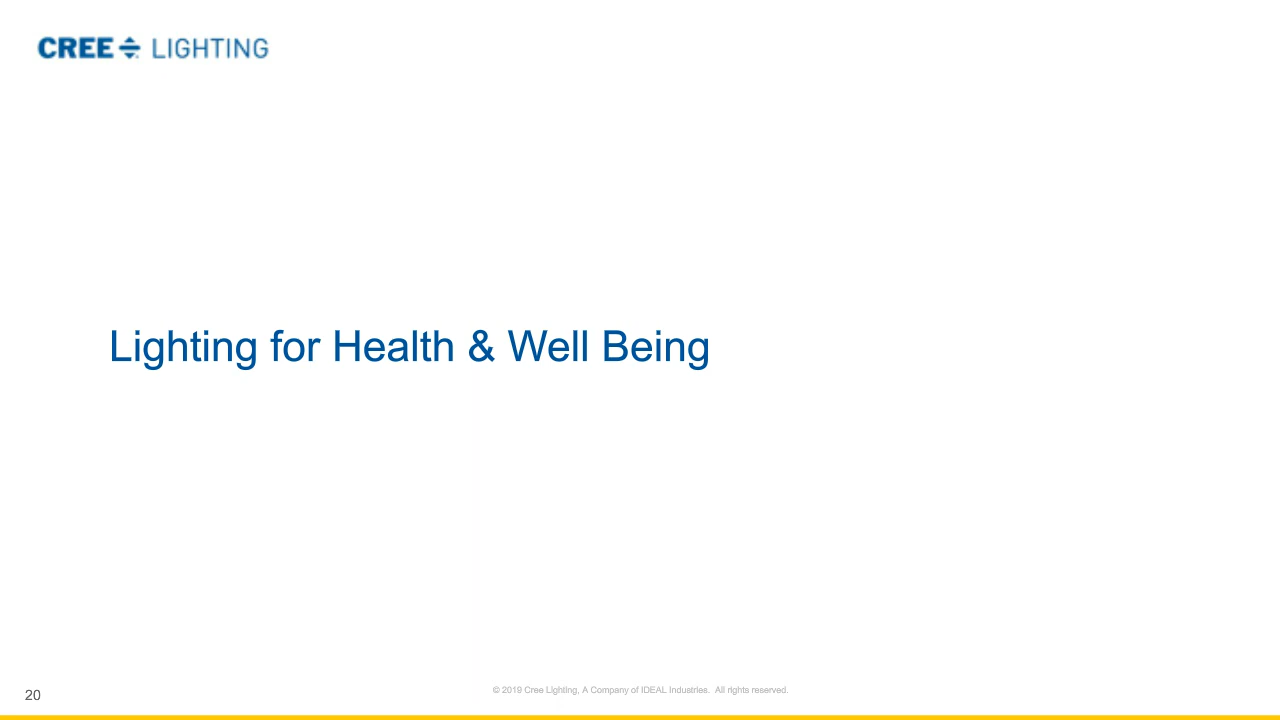 CREE LIGHTING
Lighting for Health & Well Being
20
© 2019 Cree Lighting, A Company of IDEAL Industries. All rights reserved.